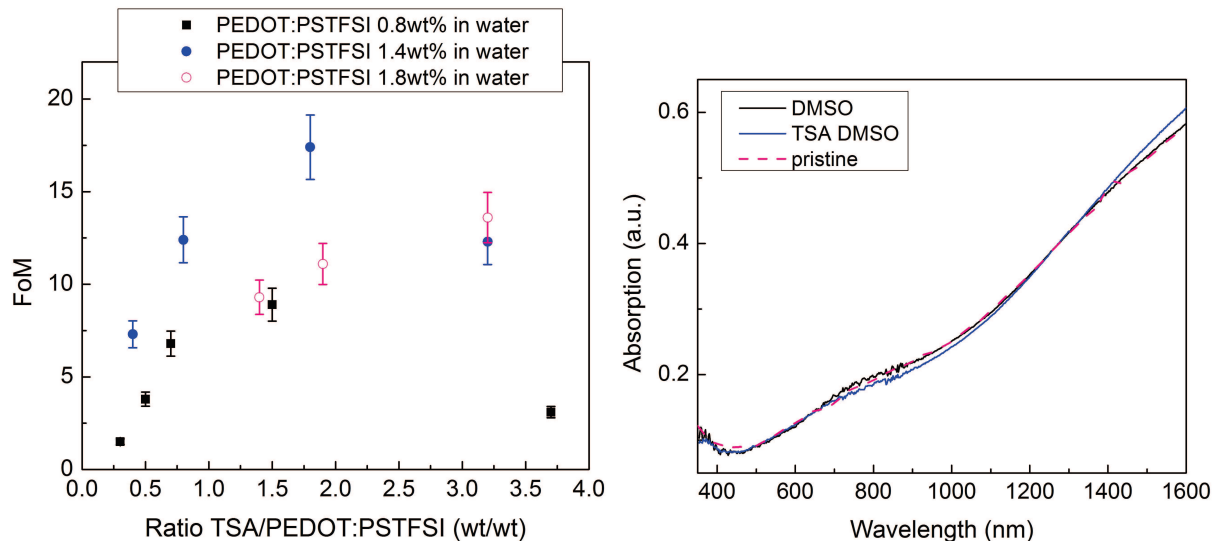 PEDOT:PSTFSI 0.8wt% in water
PEDOT:PSTFSI 1.4wt% in water
PEDOT:PSTFSI 1.8wt% in water
20
15
10
5
0
FoM
0.0 0.5 1.0 1.5 2.0 2.5 3.0 3.5 4.0
Ratio TSA/PEDOT:PSTFSI (wt/wt)
DMSO
TSA DMSO
pristine
0.6
0.4
0.2
Absorption (a.u.)
400 600 800 1000 1200 1400 1600
Wavelength (nm)